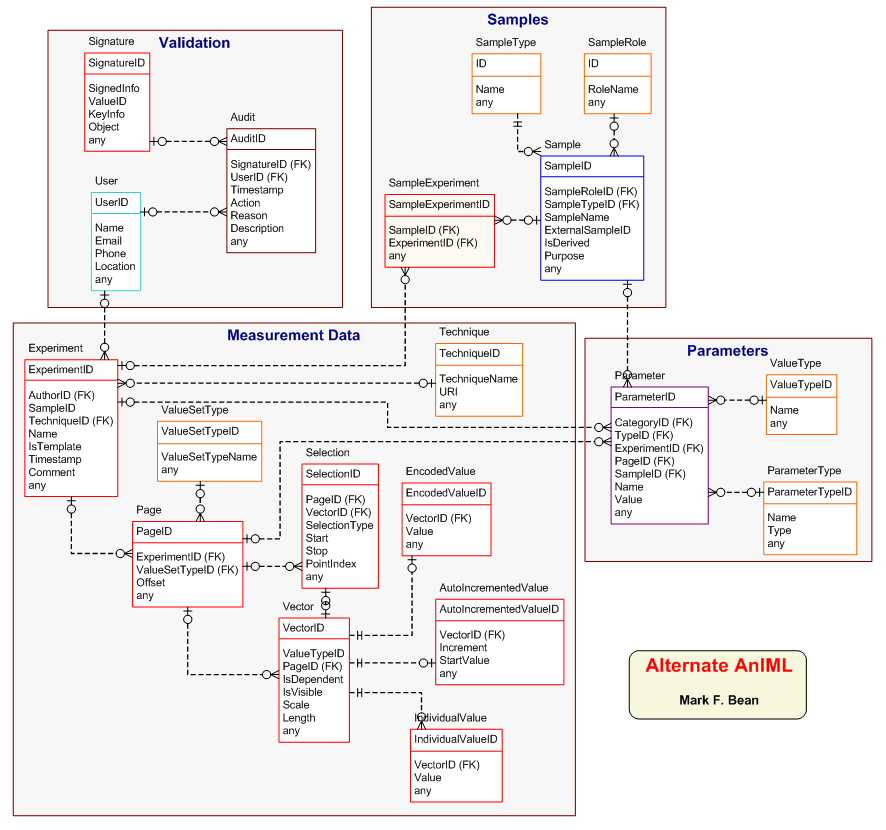 Validation
Signature
SignatureID
SignedInfo
ValueID
KeyInfo
Object
any
Audit
AuditID
SignatureID (FK)
UserID (FK)
Timestamp
Action
Reason
Description
any
User
UserID
Name
Email
Phone
Location
any
Samples
SampleType
ID
Name
any
SampleRole
ID
RoleName
any
Sample
SampleID
SampleRoleID (FK)
SampleTypeID (FK)
SampleName
ExternalSampleID
IsDerived
Purpose
any
SampleExperiment
SampleExperimentID
SampleID (FK)
ExperimentID (FK)
any
Measurement Data
Experiment
ExperimentID
AuthorID (FK)
SampleID
TechniqueID (FK)
Name
IsTemplate
Timestamp
Comment
any
Technique
TechniqueID
TechniqueName
URI
any
ValueSetType
ValueSetTypeID
ValueSetTypeName
any
Selection
SelectionID
PageID (FK)
VectorID (FK)
SelectionType
Start
Stop
PointIndex
any
EncodedValue
EncodedValueID
VectorID (FK)
Value
any
Page
PageID
ExperimentID (FK)
ValueSetTypeID (FK)
Offset
any
Vector
VectorID
ValueTypeID
PageID (FK)
IsDependent
IsVisible
Scale
Length
any
AutoIncrementedValue
AutoIncrementedValueID
VectorID (FK)
Increment
StartValue
any
IndividualValue
IndividualValueID
VectorID (FK)
Value
any
Parameters
Parameter
ParameterID
CategoryID (FK)
TypeID (FK)
ExperimentID (FK)
PageID (FK)
SampleID (FK)
Name
Value
any
ValueType
ValueTypeID
Name
any
ParameterType
ParameterTypeID
Name
Type
any
Alternate AnIML
Mark F. Bean